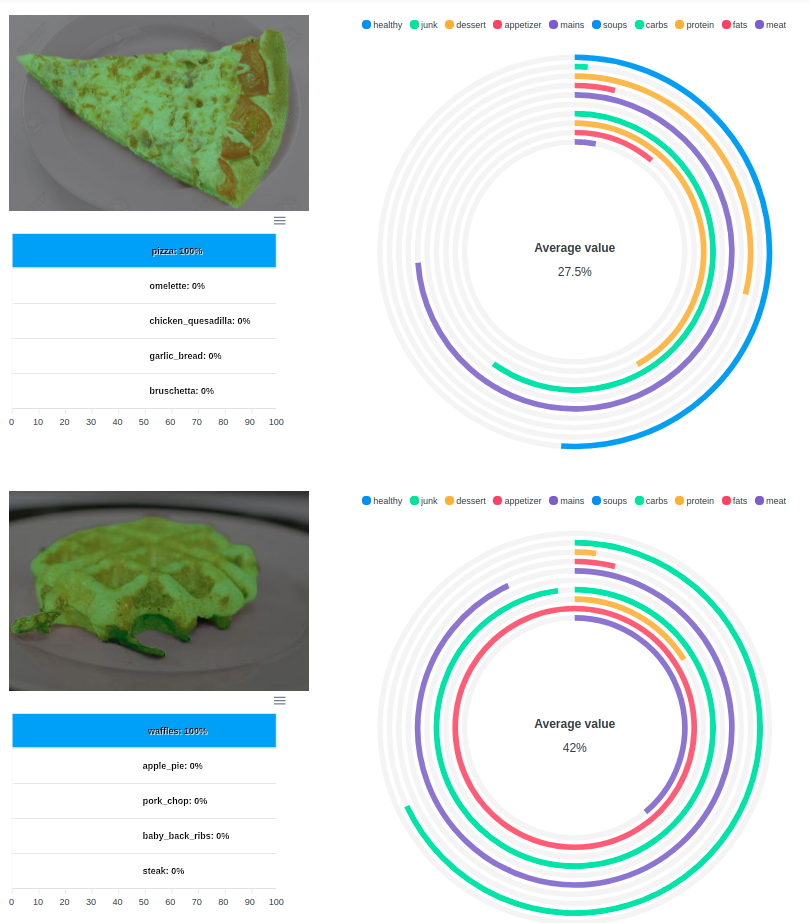 healthy junk dessert appetizer mains soups carbs protein fats meat
pizza: 100%
omelette: 0%
chicken_quesadilla: 0%
garlic_bread: 0%
bruschetta: 0%
0 10 20 30 40 50 60 70 80 90 100
Average value
27.5%
healthy junk dessert appetizer mains soups carbs protein fats meat
waffles: 100%
apple_pie: 0%
pork_chop: 0%
baby_back_ribs: 0%
steak: 0%
0 10 20 30 40 50 60 70 80 90 100
Average value
42%